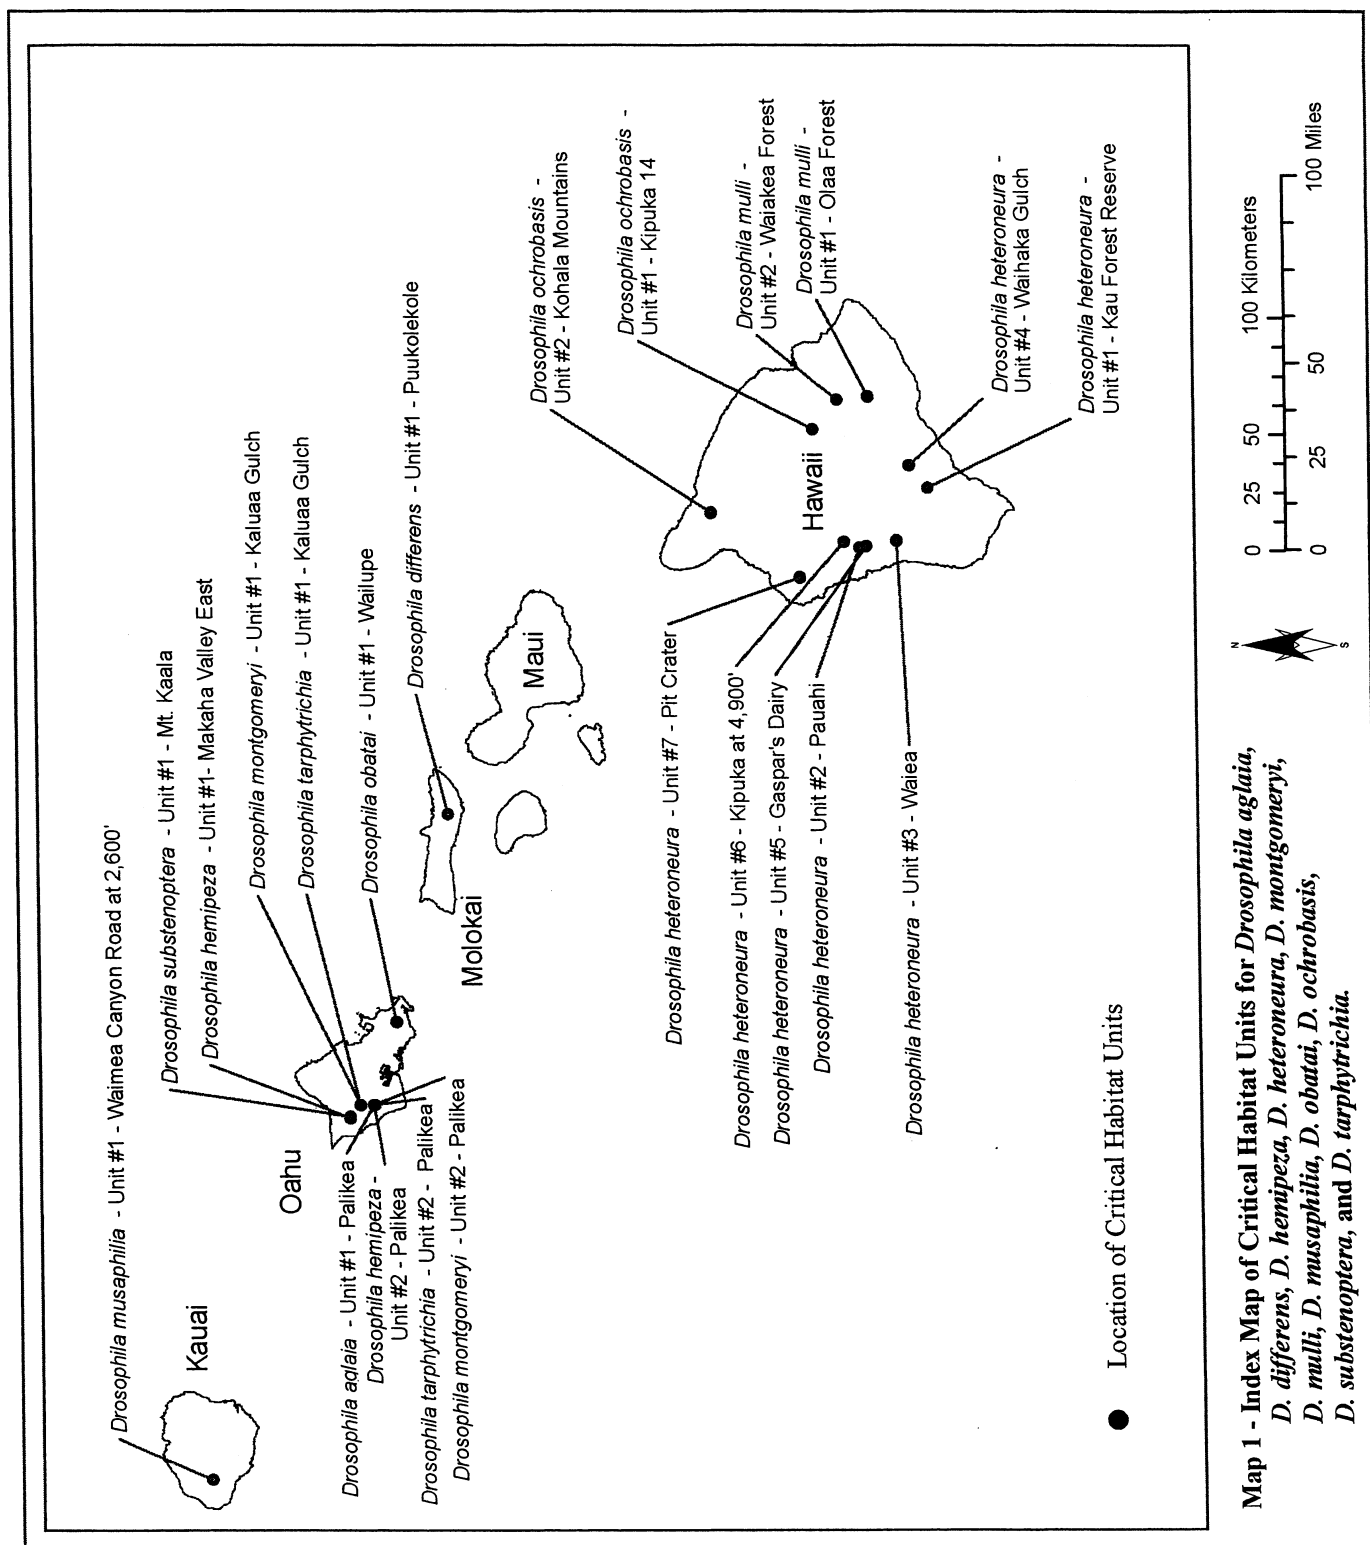 Drosophila musaphilia - Unit #1 - Waimea Canyon Road at 2,600'
Drosophila substenoptera - Unit #1 - Mt. Kaala
Drosophila hemipeza - Unit #1- Makaha Valley East
Drosophila montgomeryi - Unit #1 - Kaluaa Gulch
Drosophila tarphytrichia - Unit #1 - Kaluaa Gulch
Drosophila obatai - Unit #1 - Wailupe
Drosophila differens - Unit #1 - Puukolekole
Kauai
Oahu
Molokai
Maui
Drosophila aglaia - Unit #1 - Palikea
Drosophila hemipeza -
Unit #2 - Palikea
Drosophila tarphytrichia - Unit #2 - Palikea
Drosophila montgomeryi - Unit #2 - Palikea
Drosophila ochrobasis -
Unit #2 - Kohala Mountains
Drosophila ochrobasis -
Unit #1 - Kipuka 14
Drosophila mulli -
Unit #2 - Waiakea Forest
Drosophila mulli -
Unit #1 - Olaa Forest
Drosophila heteroneura - Unit #7 - Pit Crater
Drosophila heteroneura - Unit #6 - Kipuka at 4,900'
Drosophila heteroneura - Unit #5 - Gaspar's Dairy
Drosophila heteroneura - Unit #2 - Pauahi
Drosophila heteroneura - Unit #3 - Waiea
Hawaii
Drosophila heteroneura -
Unit #4 - Waihaka Gulch
Drosophila heteroneura -
Unit #1 - Kau Forest Reserve
Location of Critical Habitat Units
N
S
0 25 50 100 Kilometers
0 25 50 100 Miles
Map 1 - Index Map of Critical Habitat Units for Drosophila aglaia,
D. differens, D. hemipeza, D. heteroneura, D. montgomeryi,
D. mulli, D. musaphilia, D. obatai, D. ochrobasis,
D. substenoptera, and D. tarphytrichia.